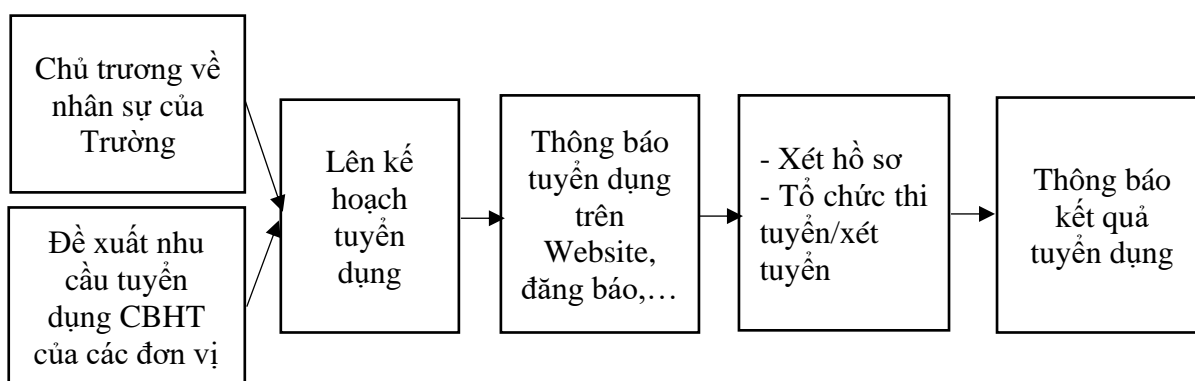 Chủ trương về
nhân sự của
Trường
Đề xuất nhu
cầu tuyển
dụng CBHT
của các đơn vị
Lên kế
hoạch
tuyển
dụng
Thông báo
tuyển dụng
trên
Website,
đăng báo,…
- Xét hồ sơ
- Tổ chức thi
tuyển/xét
tuyển
Thông báo
kết quả
tuyển dụng